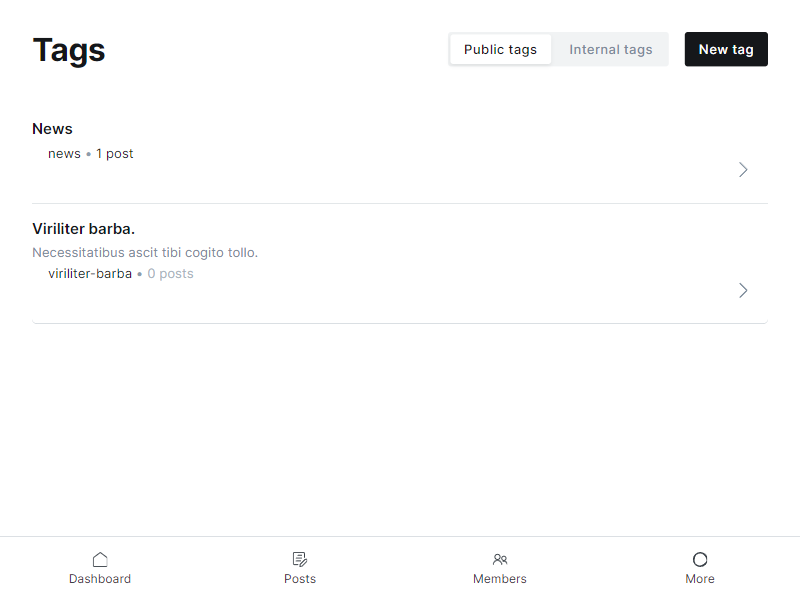 Tags
Public tags
Internal tags
New tag
News
news • 1 post
Viriliter barba.
Necessitatibus ascit tibi cogito tollo.
viriliter-barba • 0 posts
Dashboard
Posts
Members
More